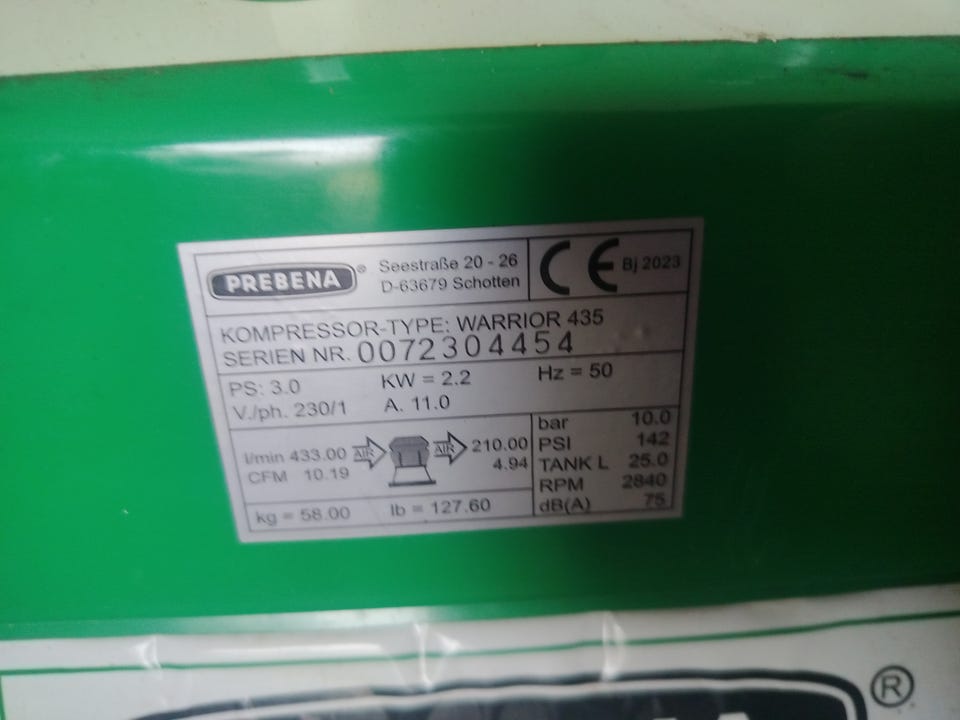 PREBENA®
Seestraße 20 - 26
D-63679 Schotten
CE Bj 2023
KOMPRESSOR-TYPE: WARRIOR 435
SERIEN NR. 0072304454
PS: 3.0 KW = 2.2 Hz = 50
V./ph. 230/1 A. 11.0
l/min 433.00 AIR AIR 210.00
CFM 10.19 4.94
bar 10.0
PSI 142
TANK L 25.0
RPM 2840
dB(A) 75
kg = 58.00 lb = 127.60
®